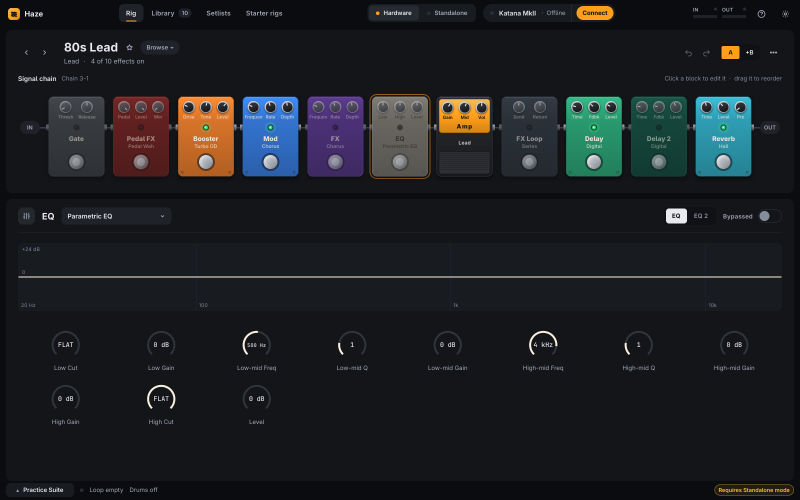 Haze
Rig Library 10 Setlists Starter rigs
Hardware Standalone
Katana MkII · Offline Connect
IN OUT
80s Lead Browse
Lead · 4 of 10 effects on
A +B
Signal chain Chain 3-1
Click a block to edit it · drag it to reorder
IN
Thresh Release
Gate
Pedal Level Mix
Pedal FX
Pedal Wah
Drive Tone Level
Booster
Turbo OD
Frequen Rate Depth
Mod
Chorus
Frequen Rate Depth
FX
Chorus
Low High Level
EQ
Parametric EQ
Gain Mid Vol
Amp
Lead
Send Return
FX Loop
Series
Time Fdbk Level
Delay
Digital
Time Fdbk Level
Delay 2
Digital
Time Level Pre
Reverb
Hall
OUT
EQ Parametric EQ
EQ EQ 2 Bypassed
+24 dB
0
20 Hz 100 1k 10k
FLAT 0 dB 500 Hz 1 0 dB 4 kHz 1 0 dB
Low Cut Low Gain Low-mid Freq Low-mid Q Low-mid Gain High-mid Freq High-mid Q High-mid Gain
0 dB FLAT 0 dB
High Gain High Cut Level
Practice Suite Loop empty Drums off
Requires Standalone mode